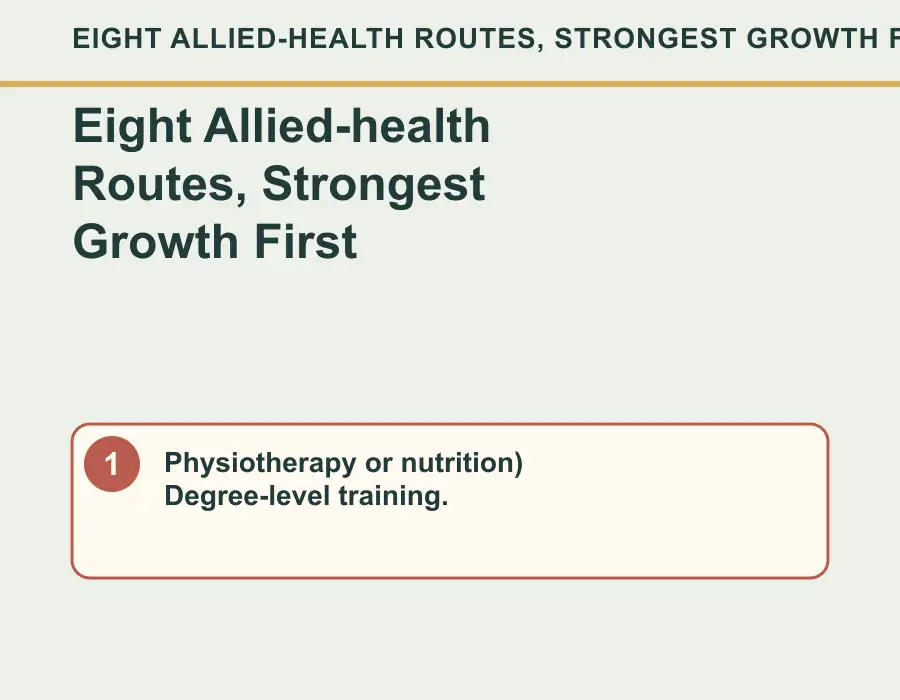 EIGHT ALLIED-HEALTH ROUTES, STRONGEST GROWTH
Eight Allied-health
Routes, Strongest
Growth First
1
Physiotherapy or nutrition)
Degree-level training.